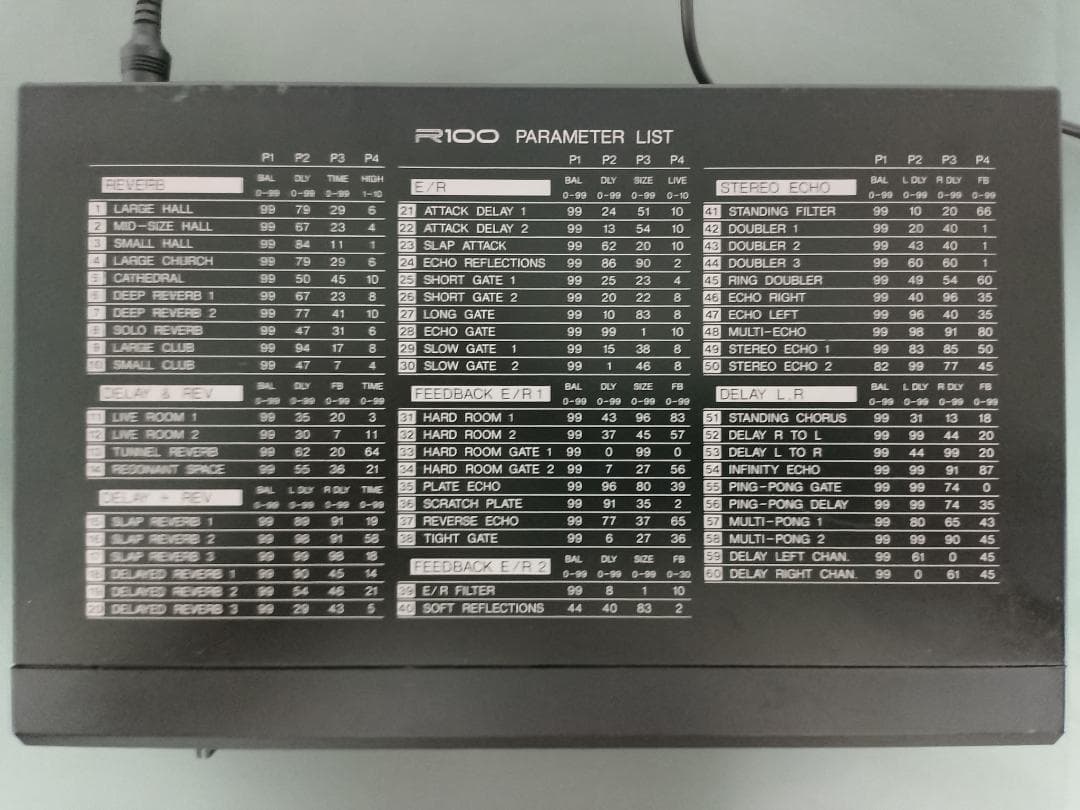 R100 PARAMETER LIST
P1 P2 P3 P4
REVERB BAL DLY TIME HIGH
0-99 0-99 0-99 1-10
1 LARGE HALL 99 79 29 6
2 MID-SIZE HALL 99 67 23 4
3 SMALL HALL 99 84 11 1
4 LARGE CHURCH 99 79 29 6
5 CATHEDRAL 99 50 45 10
6 DEEP REVERB 1 99 67 23 8
7 DEEP REVERB 2 99 77 41 10
8 SOLO REVERB 99 47 31 6
9 LARGE CLUB 99 94 17 8
10 SMALL CLUB 99 47 7 4
DELAY & REV BAL DLY FB TIME
0-99 0-99 0-99 0-99
11 LIVE ROOM 1 99 35 20 3
12 LIVE ROOM 2 99 30 7 11
13 TUNNEL REVERB 99 62 20 64
14 RESONANT SPACE 99 55 36 21
DELAY + REV BAL L DLY R DLY TIME
0-99 0-99 0-99 0-99
15 SLAP REVERB 1 99 89 91 19
16 SLAP REVERB 2 99 98 91 58
17 SLAP REVERB 3 99 99 98 18
18 DELAYED REVERB 1 99 90 45 14
19 DELAYED REVERB 2 99 54 46 21
20 DELAYED REVERB 3 99 29 43 5
P1 P2 P3 P4
E/R BAL DLY SIZE LIVE
0-99 0-99 0-99 0-10
21 ATTACK DELAY 1 99 24 51 10
22 ATTACK DELAY 2 99 13 54 10
23 SLAP ATTACK 99 62 20 10
24 ECHO REFLECTIONS 99 86 90 2
25 SHORT GATE 1 99 25 23 4
26 SHORT GATE 2 99 20 22 8
27 LONG GATE 99 10 83 8
28 ECHO GATE 99 99 1 10
29 SLOW GATE 1 99 15 38 8
30 SLOW GATE 2 99 1 46 8
FEEDBACK E/R 1 BAL DLY SIZE FB
0-99 0-99 0-99 0-99
31 HARD ROOM 1 99 43 96 83
32 HARD ROOM 2 99 37 45 57
33 HARD ROOM GATE 1 99 0 99 0
34 HARD ROOM GATE 2 99 7 27 56
35 PLATE ECHO 99 96 80 39
36 SCRATCH PLATE 99 91 35 2
37 REVERSE ECHO 99 77 37 65
38 TIGHT GATE 99 6 27 36
FEEDBACK E/R 2 BAL DLY SIZE FB
0-99 0-99 0-99 0-30
39 E/R FILTER 99 8 1 10
40 SOFT REFLECTIONS 44 40 83 2
P1 P2 P3 P4
STEREO ECHO BAL L DLY R DLY FB
0-99 0-99 0-99 0-99
41 STANDING FILTER 99 10 20 66
42 DOUBLER 1 99 20 40 1
43 DOUBLER 2 99 43 40 1
44 DOUBLER 3 99 60 60 1
45 RING DOUBLER 99 49 54 60
46 ECHO RIGHT 99 40 96 35
47 ECHO LEFT 99 96 40 35
48 MULTI-ECHO 99 98 91 80
49 STEREO ECHO 1 99 83 85 50
50 STEREO ECHO 2 82 99 77 45
DELAY L,R BAL L DLY R DLY FB
0-99 0-99 0-99 0-99
51 STANDING CHORUS 99 31 13 18
52 DELAY R TO L 99 99 44 20
53 DELAY L TO R 99 44 99 20
54 INFINITY ECHO 99 99 91 87
55 PING-PONG GATE 99 99 74 0
56 PING-PONG DELAY 99 99 74 35
57 MULTI-PONG 1 99 80 65 43
58 MULTI-PONG 2 99 99 90 45
59 DELAY LEFT CHAN. 99 61 0 45
60 DELAY RIGHT CHAN. 99 0 61 45